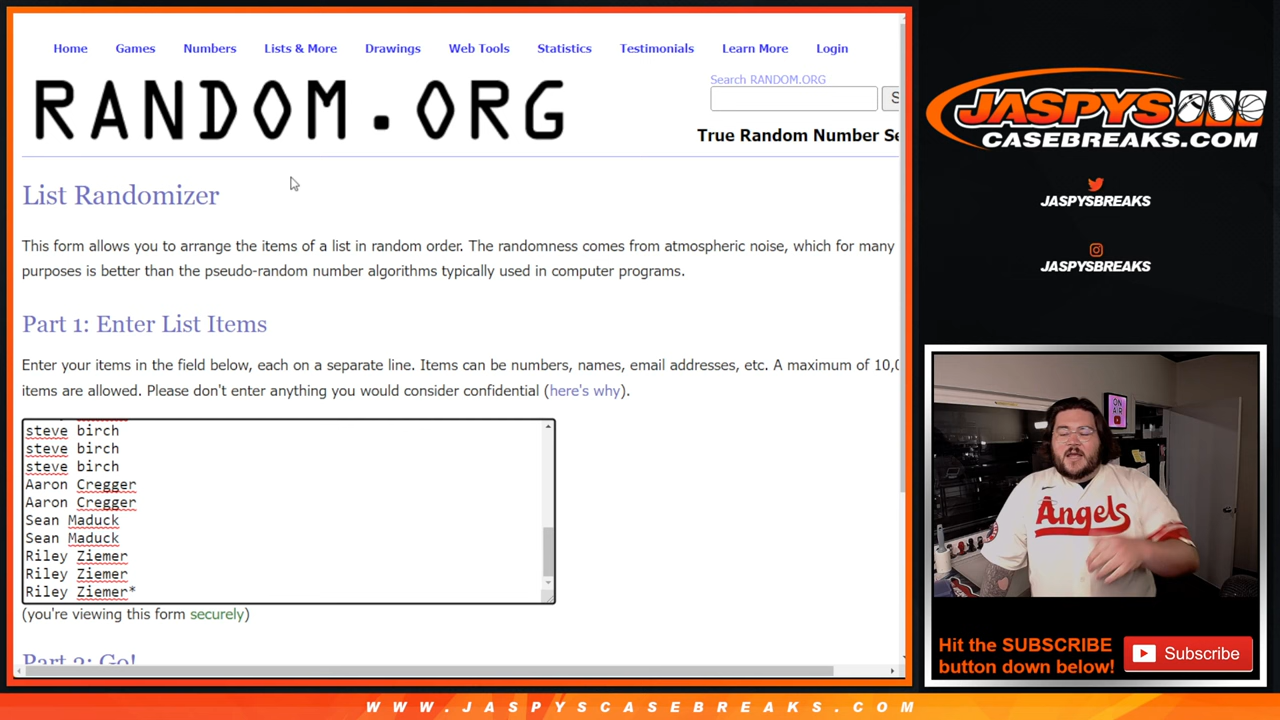 Home Games Numbers Lists & More Drawings Web Tools Statistics Testimonials Learn More Login
RANDOM.ORG
Search RANDOM.ORG
S
True Random Number Se
List Randomizer
This form allows you to arrange the items of a list in random order. The randomness comes from atmospheric noise, which for many
purposes is better than the pseudo-random number algorithms typically used in computer programs.
Part 1: Enter List Items
Enter your items in the field below, each on a separate line. Items can be numbers, names, email addresses, etc. A maximum of 10,0
items are allowed. Please don't enter anything you would consider confidential (here's why).
steve birch
steve birch
steve birch
Aaron Cregger
Aaron Cregger
Sean Maduck
Sean Maduck
Riley Ziemer
Riley Ziemer
Riley Ziemer*
(you're viewing this form securely)
Part 2: Go!
JASPYS
CASEBREAKS.COM
JASPYSBREAKS
JASPYSBREAKS
ON
AIR
Angels
Hit the SUBSCRIBE
button down below!
Subscribe
WWW.JASPYSCASEBREAKS.COM